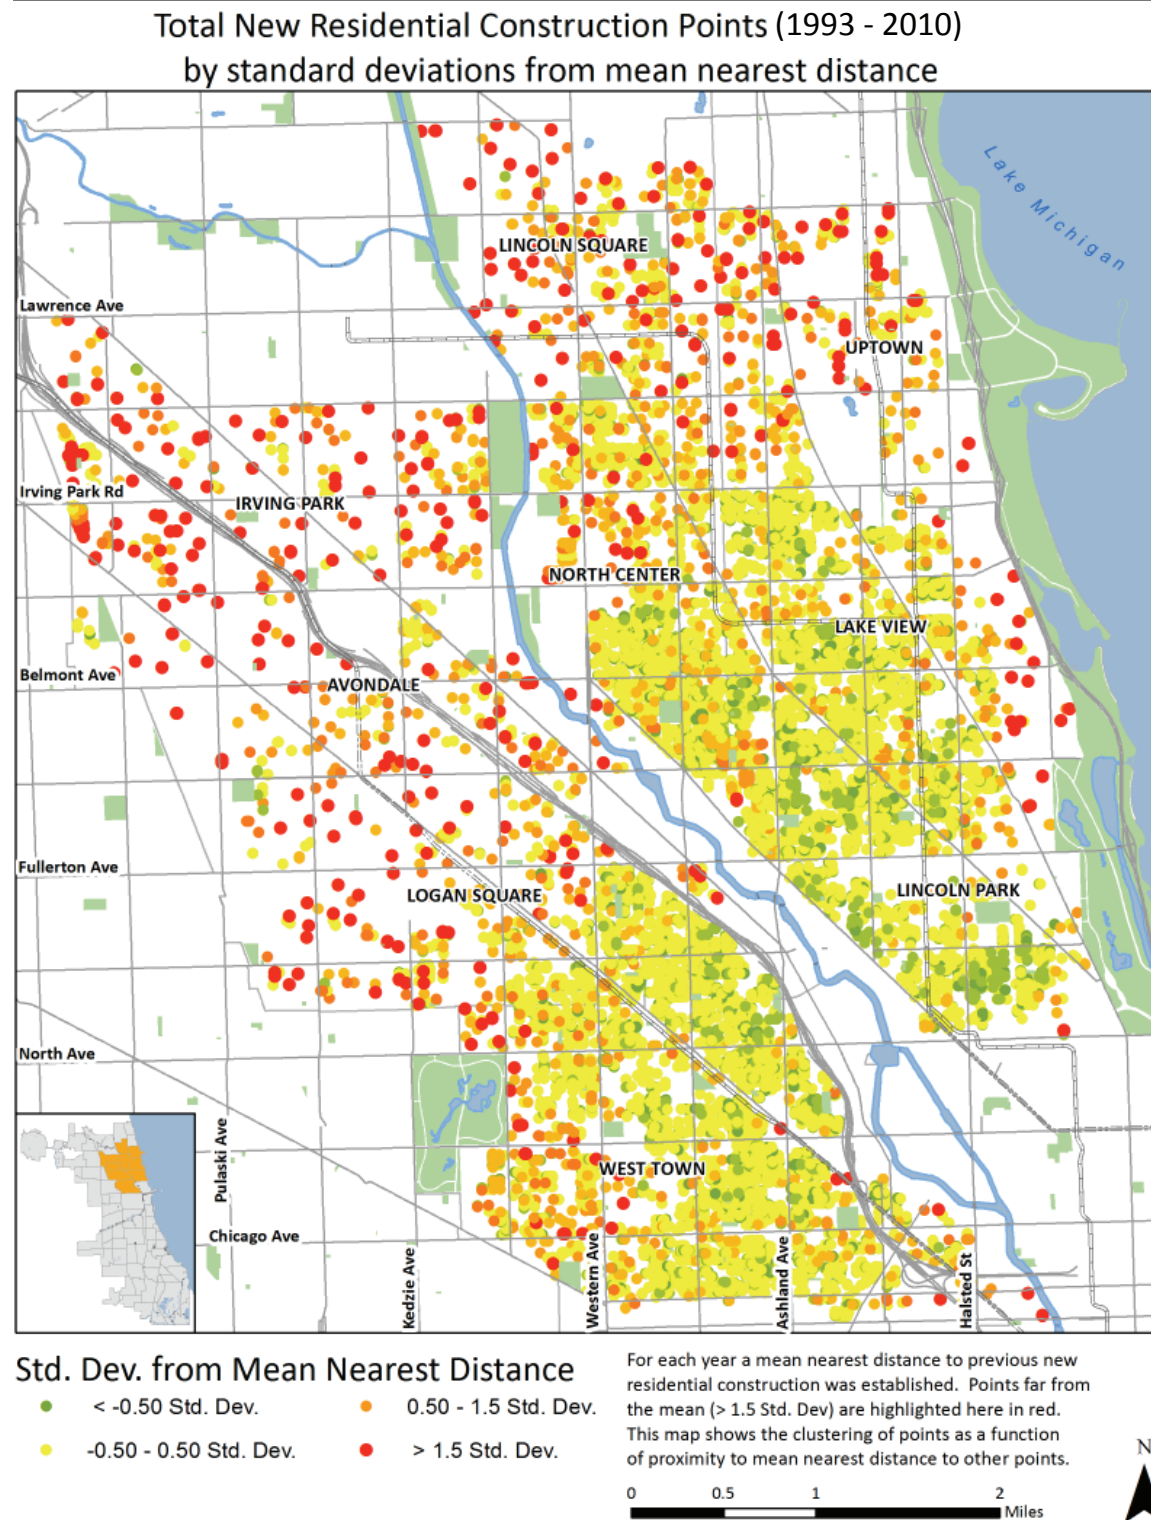 Total New Residential Construction Points (1993 - 2010)
by standard deviations from mean nearest distance
Lake Michigan
LINCOLN SQUARE
Lawrence Ave
UPTOWN
Irving Park Rd
IRVING PARK
NORTH CENTER
LAKE VIEW
Belmont Ave
AVONDALE
Fullerton Ave
LINCOLN PARK
LOGAN SQUARE
North Ave
Pulaski Ave
WEST TOWN
Chicago Ave
Kedzie Ave
Western Ave
Ashland Ave
Halsted St
Std. Dev. from Mean Nearest Distance
< -0.50 Std. Dev.
0.50 - 1.5 Std. Dev.
-0.50 - 0.50 Std. Dev.
> 1.5 Std. Dev.
For each year a mean nearest distance to previous new
residential construction was established.  Points far from
the mean (> 1.5 Std. Dev) are highlighted here in red.
This map shows the clustering of points as a function
of proximity to mean nearest distance to other points.
N
0 0.5 1 2
Miles